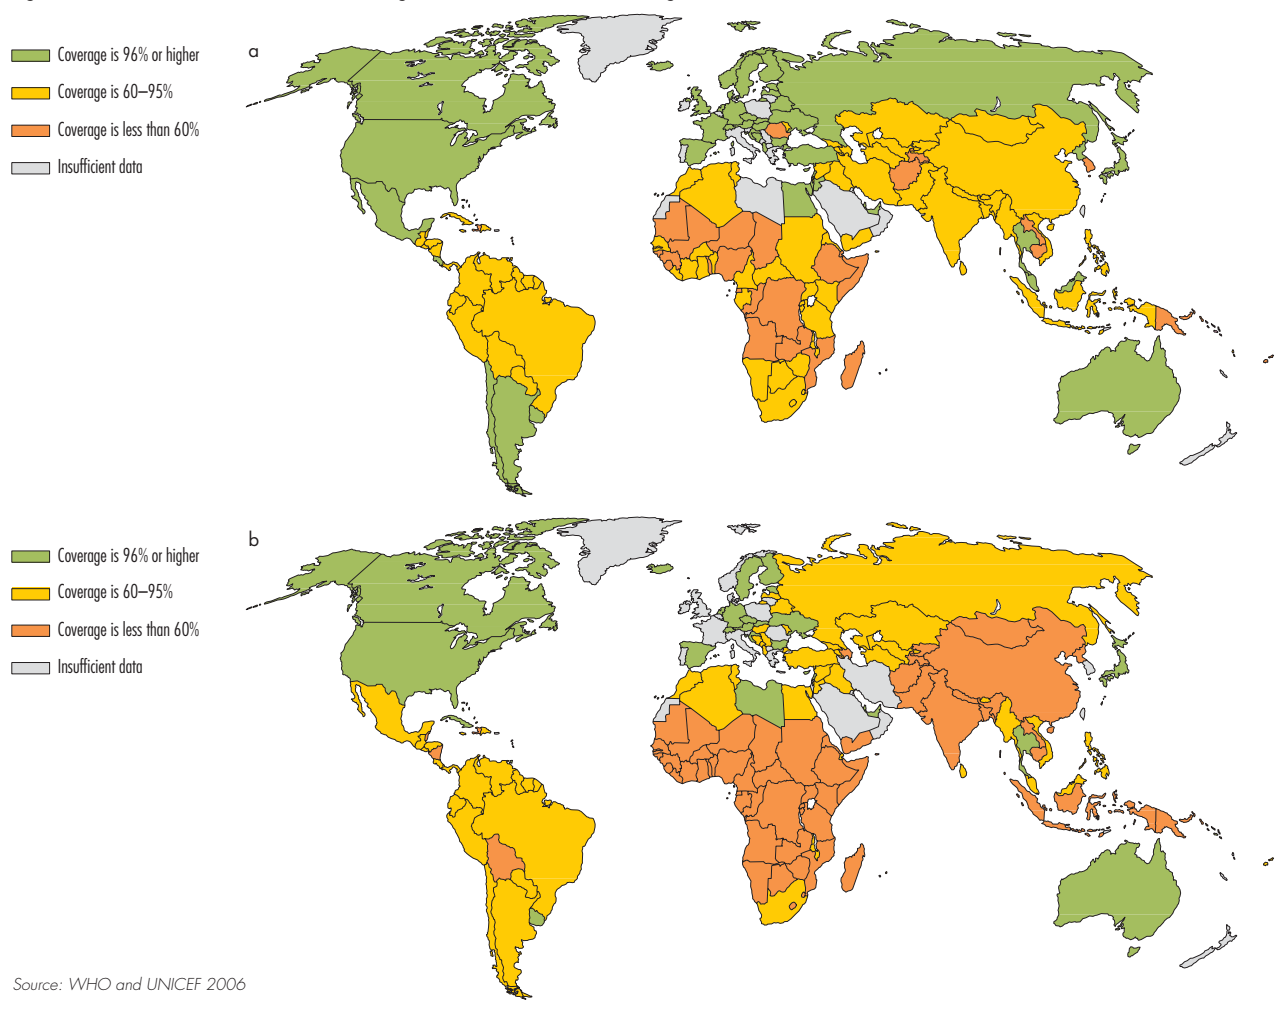 a
Coverage is 96% or higher
Coverage is 60–95%
Coverage is less than 60%
Insufficient data
b
Coverage is 96% or higher
Coverage is 60–95%
Coverage is less than 60%
Insufficient data
Source: WHO and UNICEF 2006